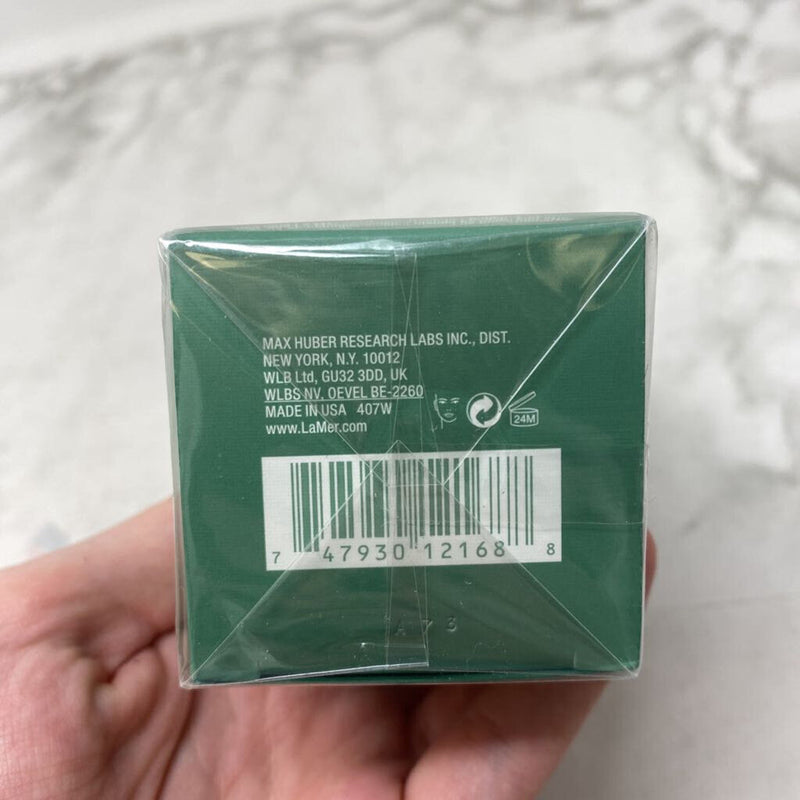 MAX HUBER RESEARCH LABS INC., DIST.
NEW YORK, N.Y. 10012
WLB Ltd, GU32 3DD, UK
WLBS NV, OEVEL BE-2260
MADE IN USA 407W
www.LaMer.com
24M
7 47930 12168 8
A73